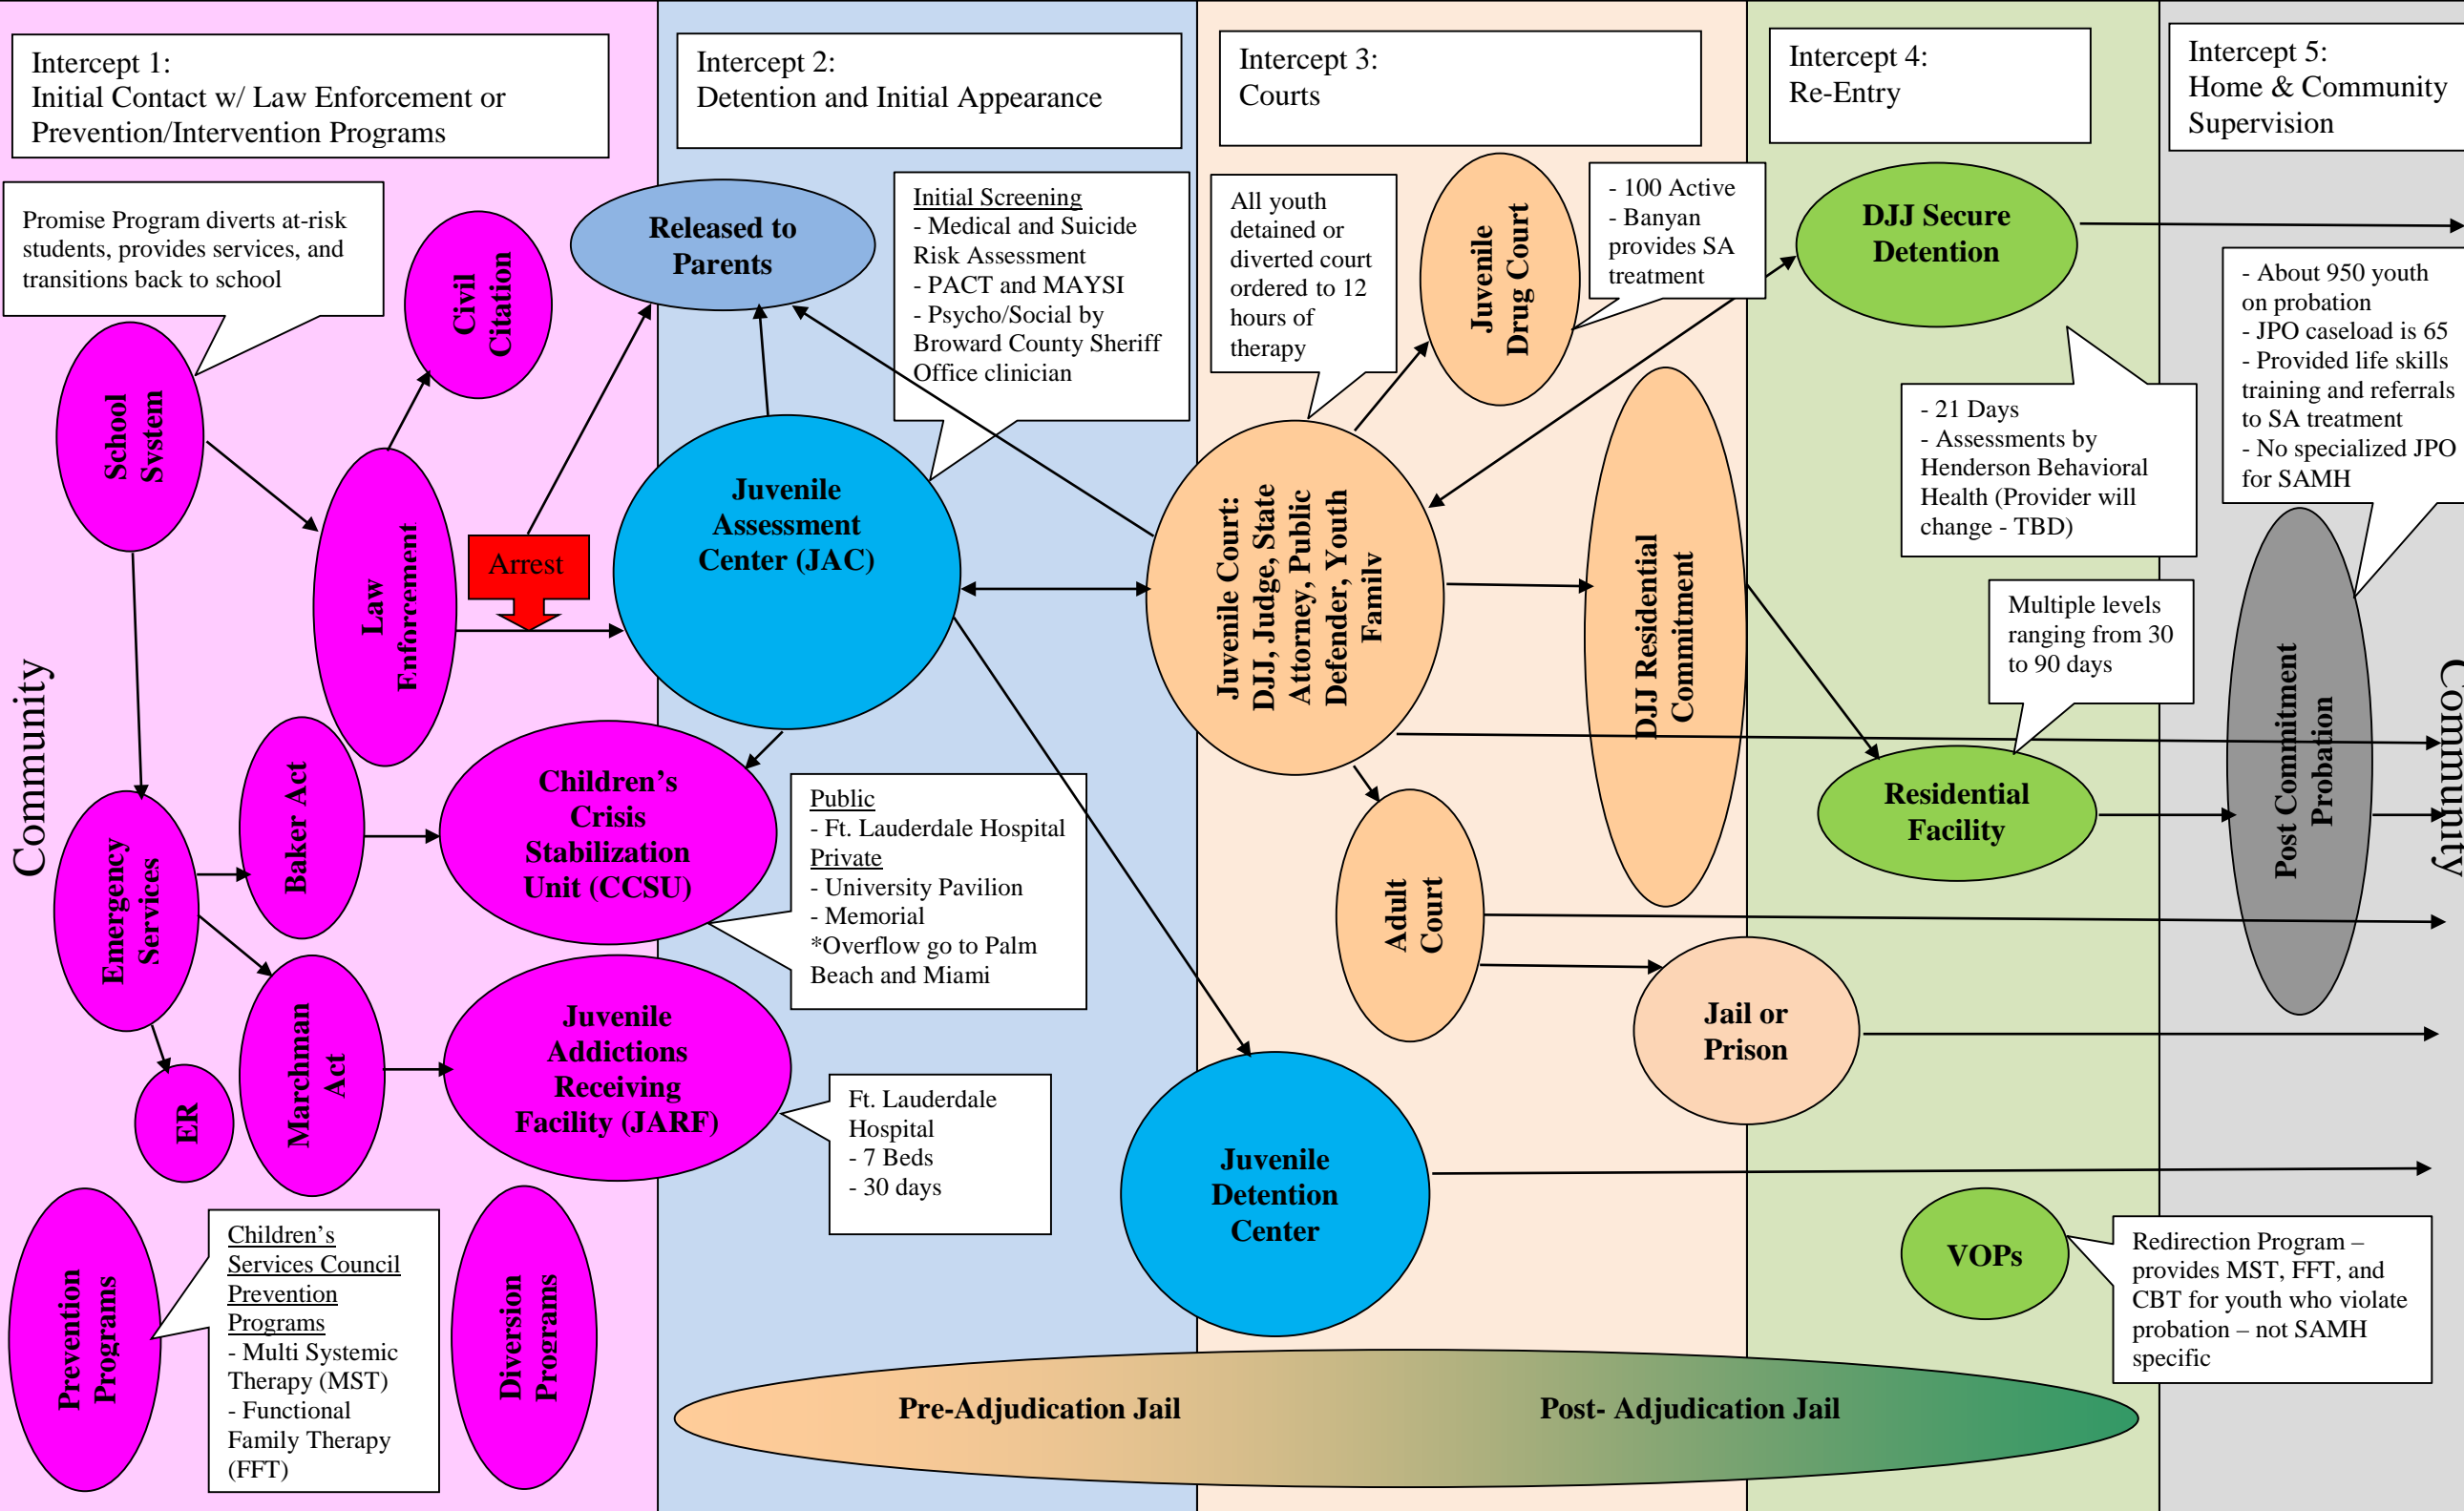 Intercept 1:
Initial Contact w/ Law Enforcement or
Prevention/Intervention Programs
Intercept 2:
Detention and Initial Appearance
Intercept 3:
Courts
Intercept 4:
Re-Entry
Intercept 5:
Home & Community
Supervision
Promise Program diverts at-risk
students, provides services, and
transitions back to school
Civil
Citation
School
System
Law
Enforcement
Arrest
Community
Emergency
Services
Baker Act
Marchman
Act
ER
Children's
Crisis
Stabilization
Unit (CCSU)
Juvenile
Addictions
Receiving
Facility (JARF)
Prevention
Programs
Children's
Services Council
Prevention
Programs
- Multi Systemic
Therapy (MST)
- Functional
Family Therapy
(FFT)
Diversion
Programs
Released to
Parents
Initial Screening
- Medical and Suicide
Risk Assessment
- PACT and MAYSI
- Psycho/Social by
Broward County Sheriff
Office clinician
Juvenile
Assessment
Center (JAC)
Public
- Ft. Lauderdale Hospital
Private
- University Pavilion
- Memorial
*Overflow go to Palm
Beach and Miami
Ft. Lauderdale
Hospital
- 7 Beds
- 30 days
All youth
detained or
diverted court
ordered to 12
hours of
therapy
Juvenile
Drug Court
- 100 Active
- Banyan
provides SA
treatment
Juvenile Court:
DJJ, Judge, State
Attorney, Public
Defender, Youth
Family
DJJ Residential
Commitment
Adult
Court
Jail or
Prison
Juvenile
Detention
Center
Pre-Adjudication Jail
Post- Adjudication Jail
DJJ Secure
Detention
- 21 Days
- Assessments by
Henderson Behavioral
Health (Provider will
change - TBD)
Multiple levels
ranging from 30
to 90 days
Residential
Facility
VOPs
Redirection Program –
provides MST, FFT, and
CBT for youth who violate
probation – not SAMH
specific
- About 950 youth
on probation
- JPO caseload is 65
- Provided life skills
training and referrals
to SA treatment
- No specialized JPO
for SAMH
Post Commitment
Probation
Community